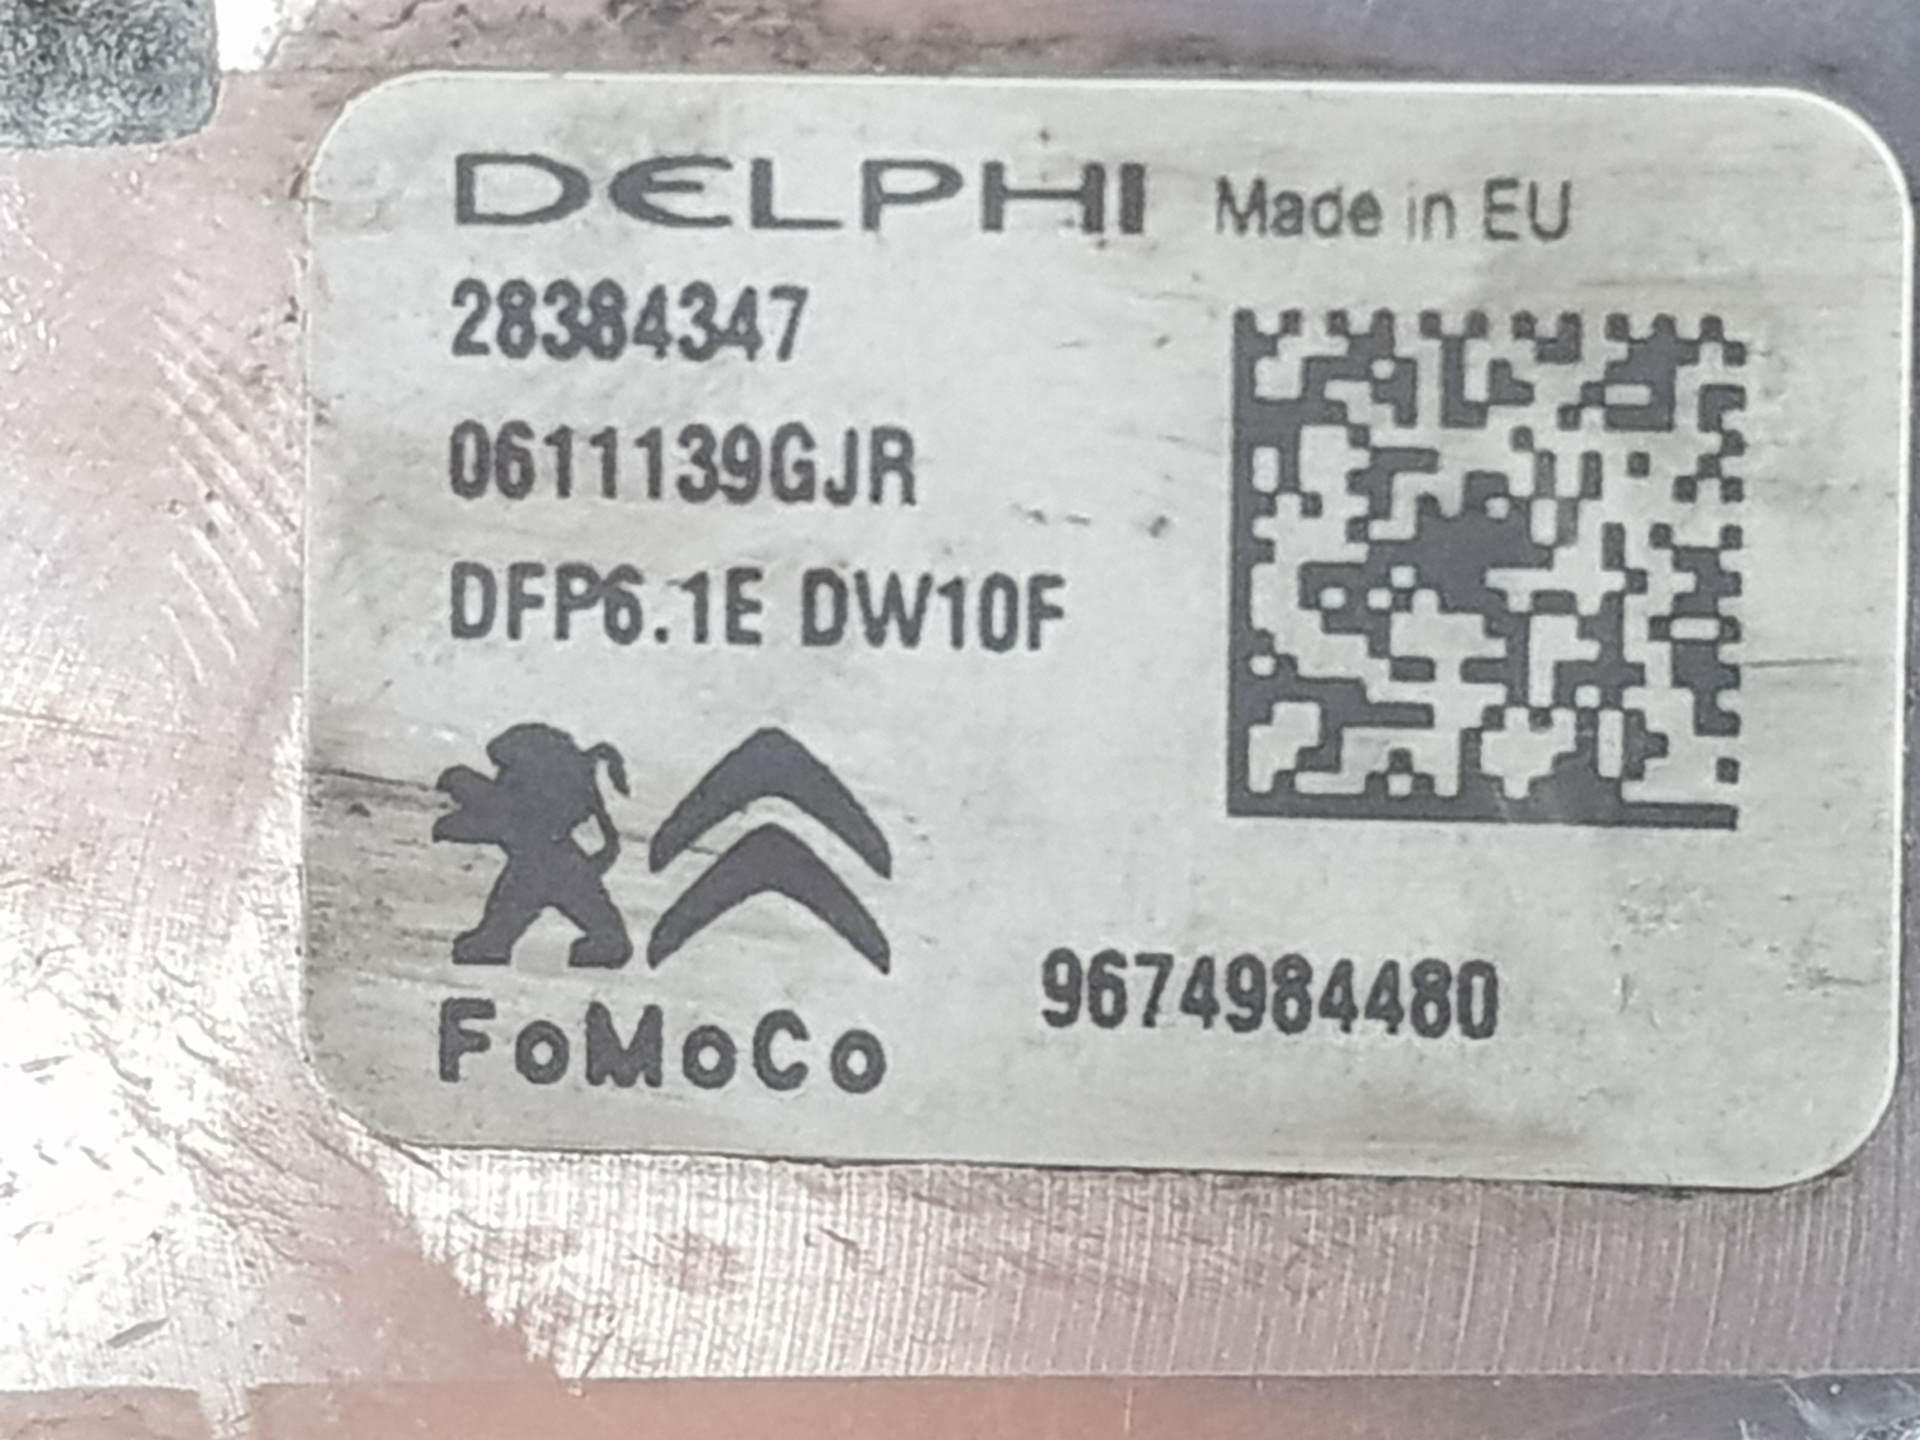 DELPHI Made in EU
28384347
0611139GJR
DFP6.1E DW10F
FoMoCo
9674984480